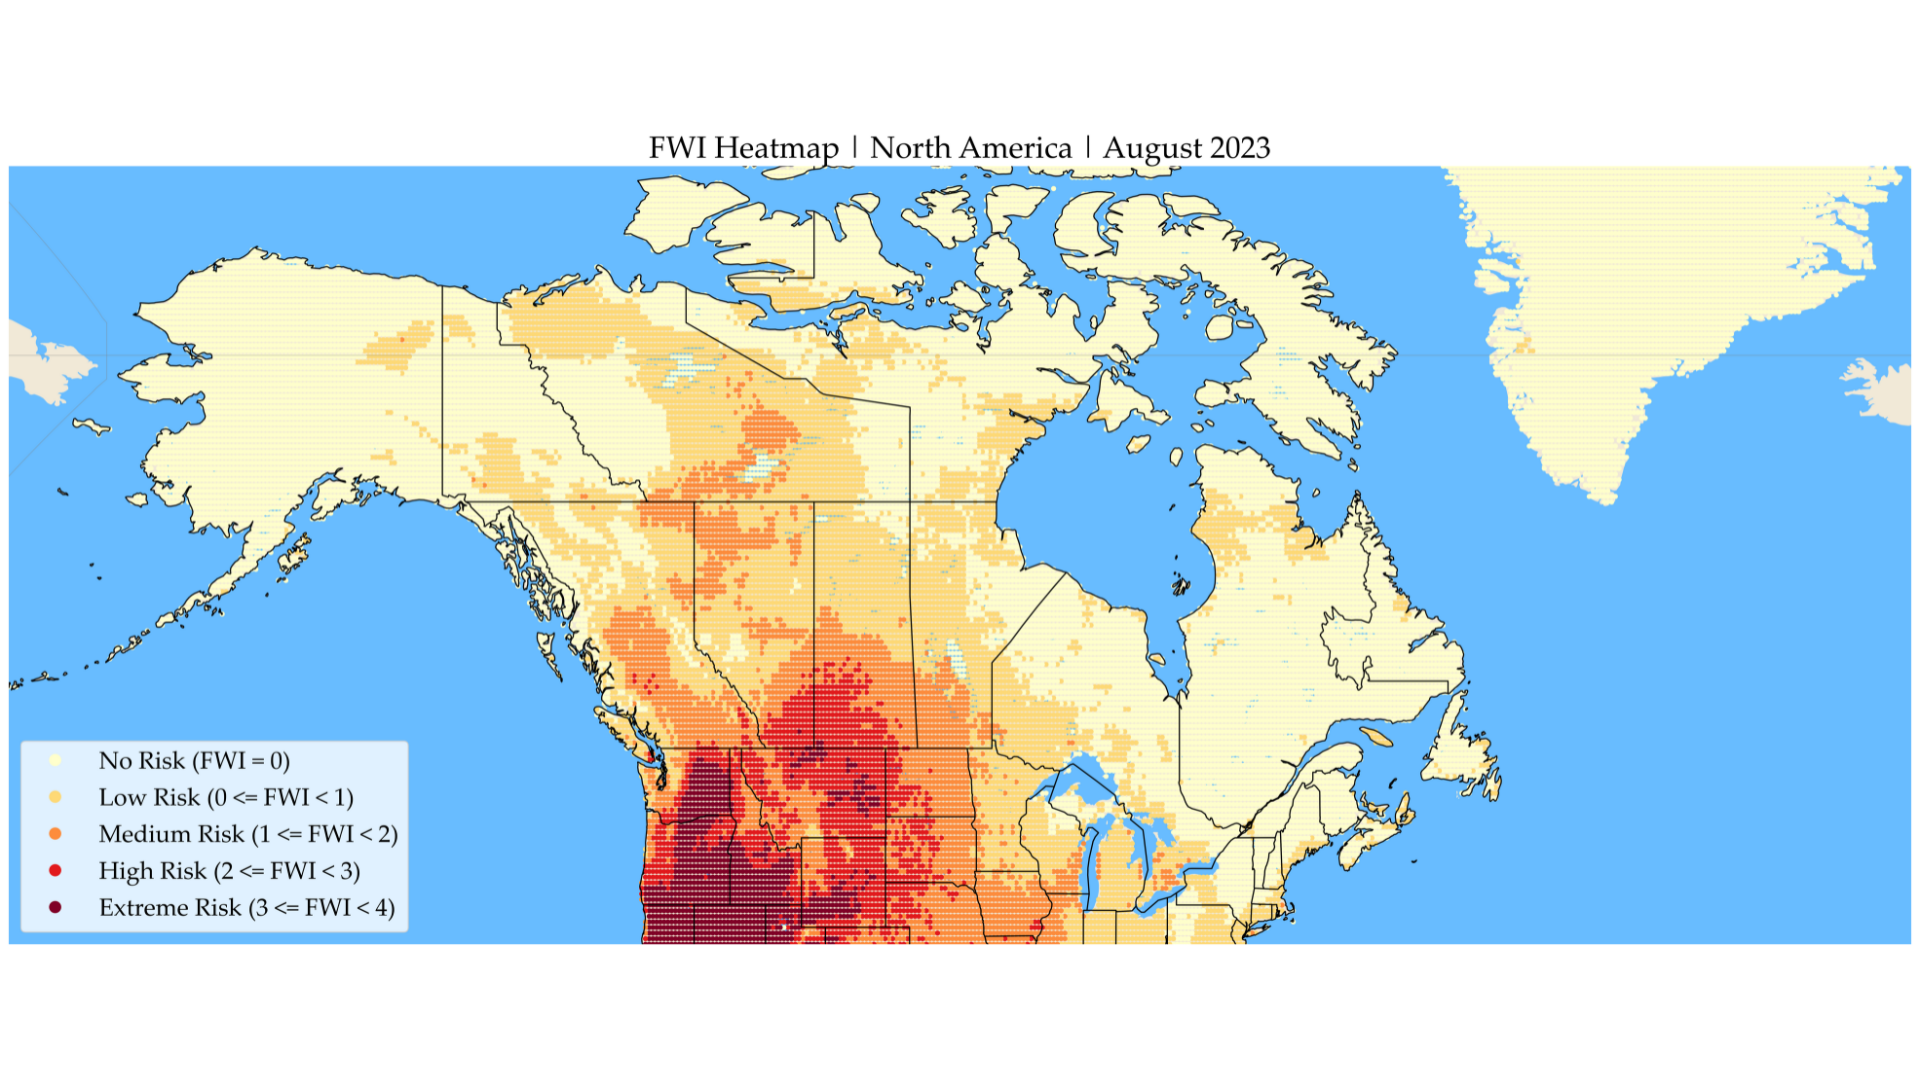 FWI Heatmap | North America | August 2023
No Risk (FWI = 0)
Low Risk (0 <= FWI < 1)
Medium Risk (1 <= FWI < 2)
High Risk (2 <= FWI < 3)
Extreme Risk (3 <= FWI < 4)